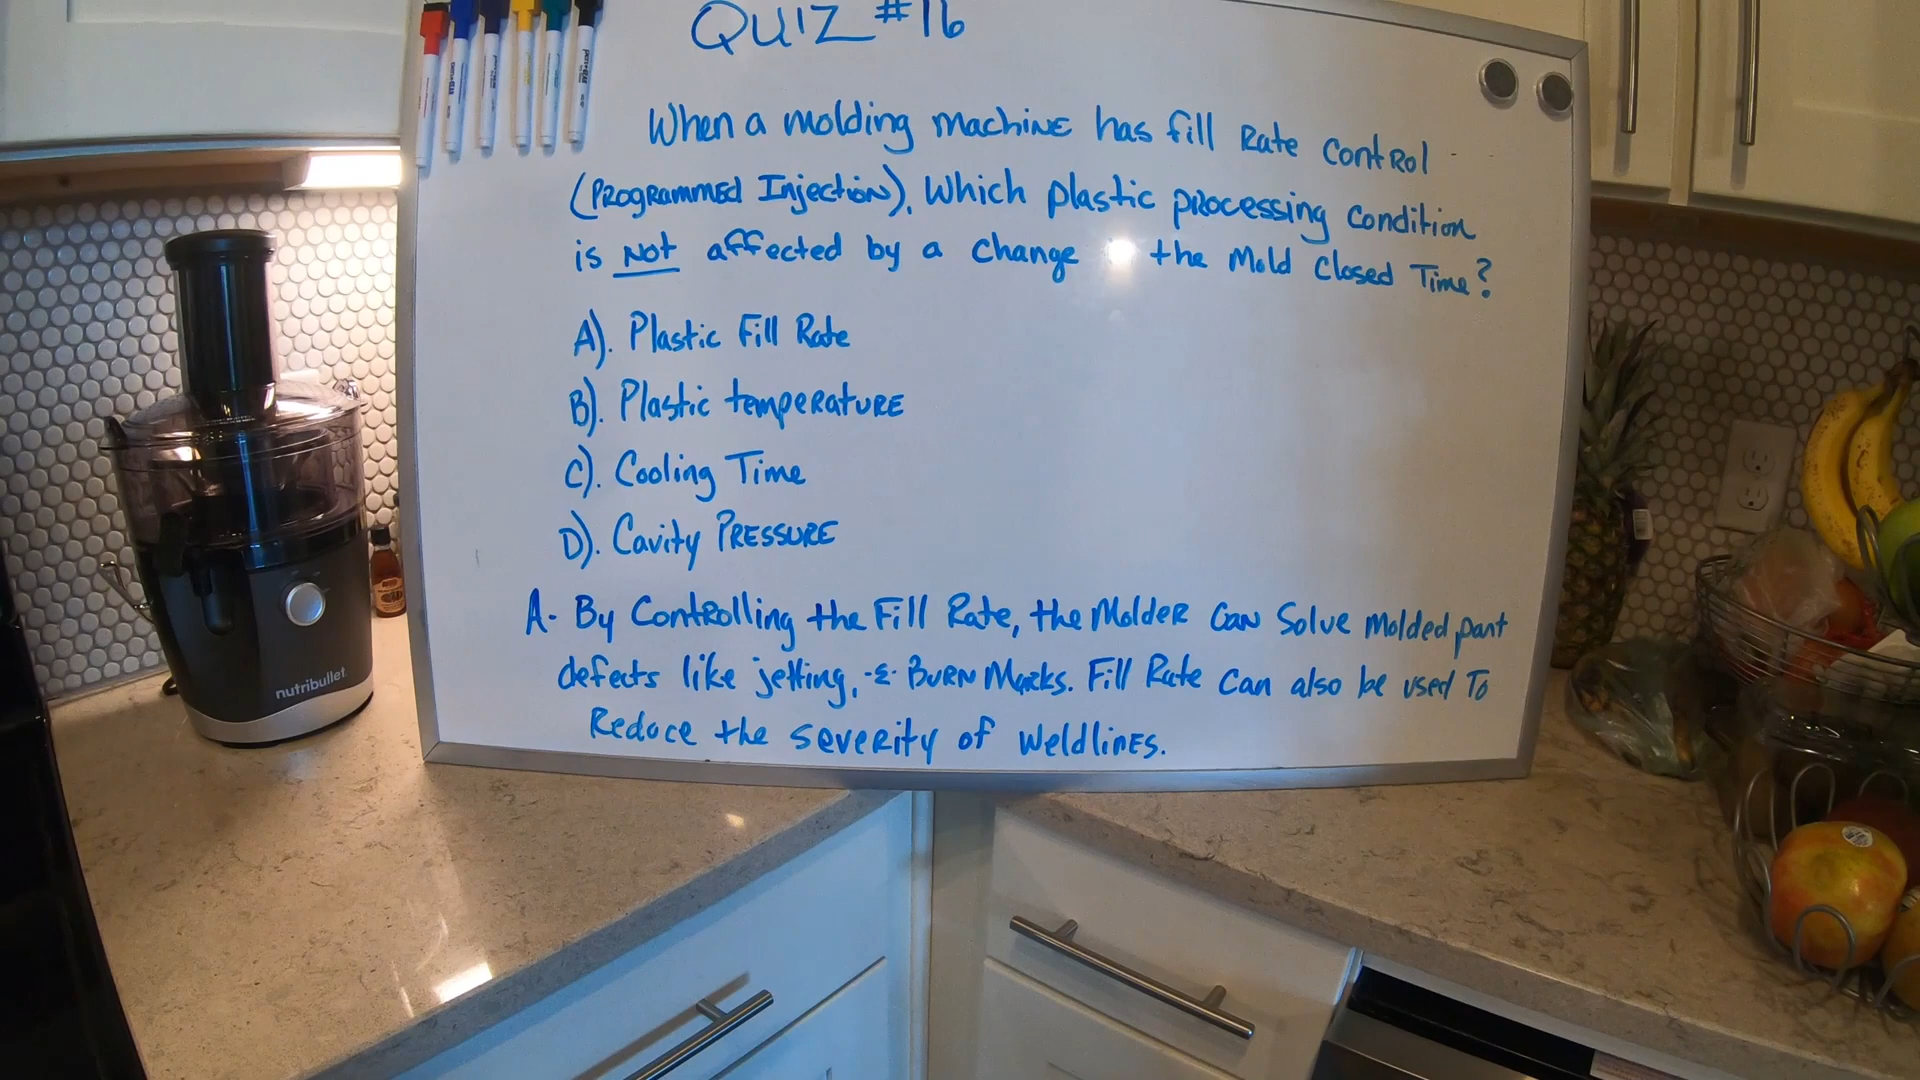 QUIZ #16
When a molding machine has fill Rate Control
(Programmed Injection), Which plastic processing condition
is Not affected by a change the Mold Closed Time?
A). Plastic Fill Rate
B). Plastic temperature
C). Cooling Time
D). Cavity Pressure
A- By Controlling the Fill Rate, the Molder Can Solve Molded part
defects like jetting, & Burn Marks. Fill Rate can also be used To
Reduce the severity of Weldlines.
nutribullet